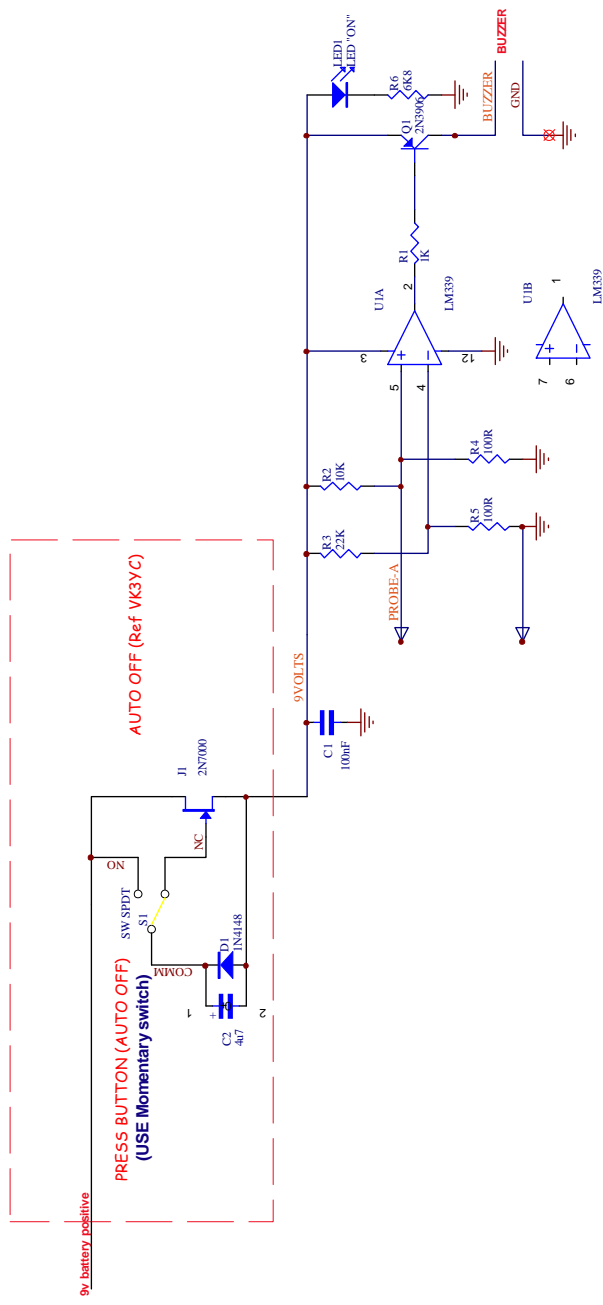 9v battery positive
PRESS BUTTON (AUTO OFF)
(USE Momentary switch)
AUTO OFF (Ref VK3YC)
SW SPDT
S1
NO
NC
COMM
J1
2N7000
D1
1N4148
C2
4u7
+
1
2
9VOLTS
C1
100nF
R3
22K
R2
10K
PROBE-A
R5
100R
R4
100R
U1A
LM339
3
5
4
12
2
+
−
R1
1K
Q1
2N3906
LED1
LED "ON"
R6
6K8
BUZZER
GND
BUZZER
U1B
LM339
7
6
1
+
−